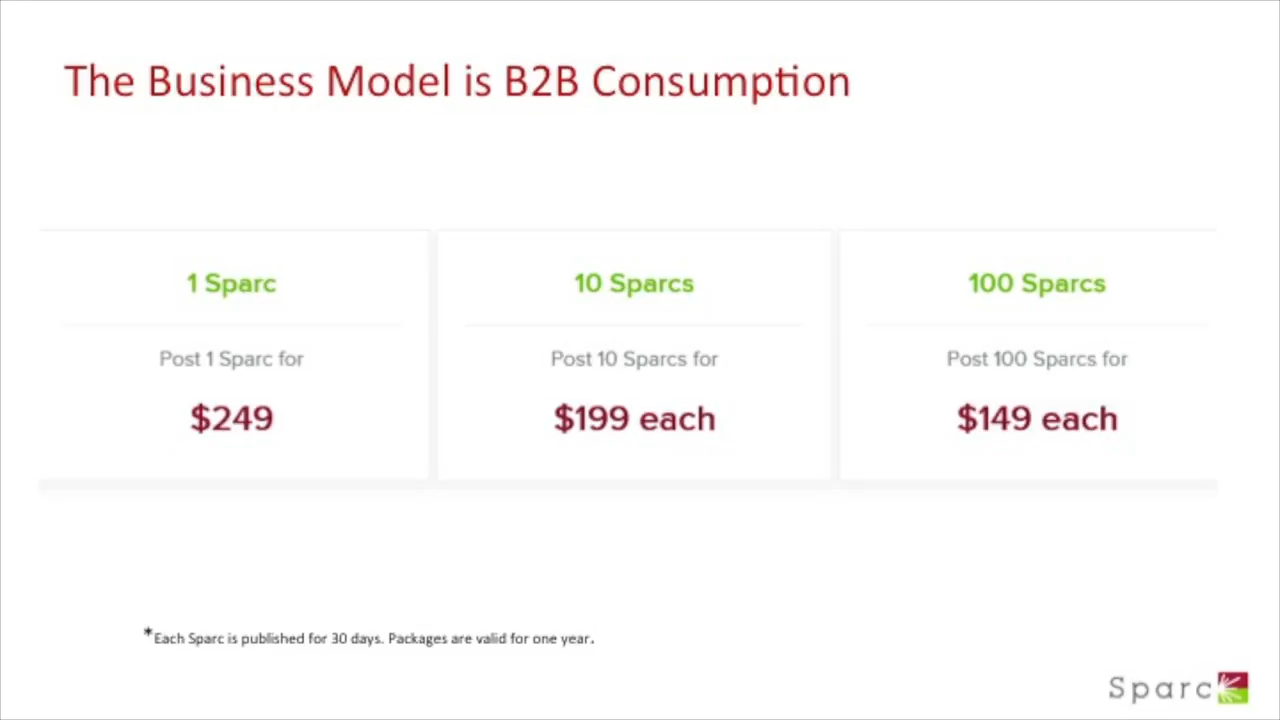 The Business Model is B2B Consumption
1 Sparc
Post 1 Sparc for
$249
10 Sparcs
Post 10 Sparcs for
$199 each
100 Sparcs
Post 100 Sparcs for
$149 each
*Each Sparc is published for 30 days. Packages are valid for one year.
Sparc